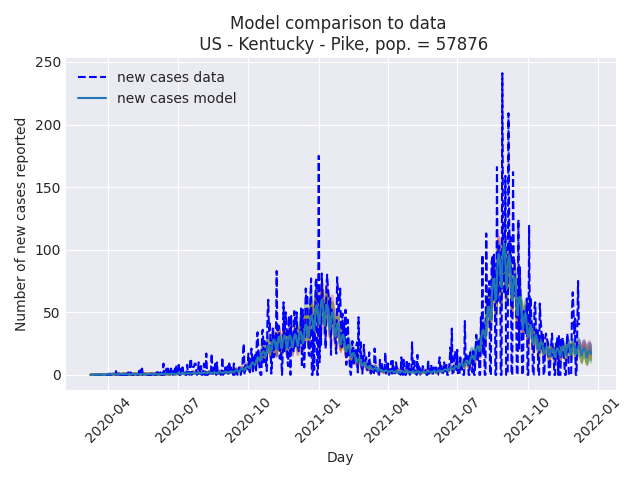 Model comparison to data
US - Kentucky - Pike, pop. = 57876
new cases data
new cases model
Number of new cases reported
250
200
150
100
50
0
2020-04
2020-07
2020-10
2021-01
2021-04
2021-07
2021-10
2022-01
Day